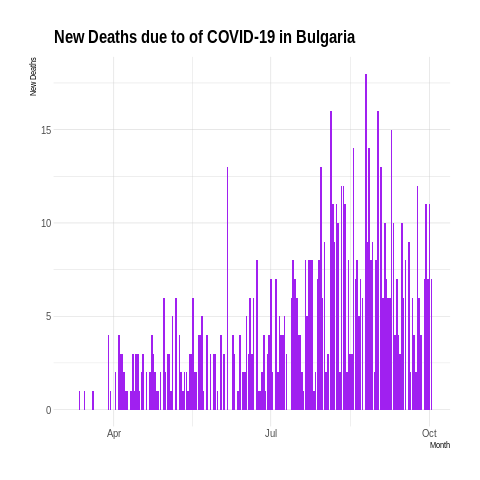 New Deaths due to of COVID-19 in Bulgaria
New Deaths
15
10
5
0
Apr
Jul
Oct
Month